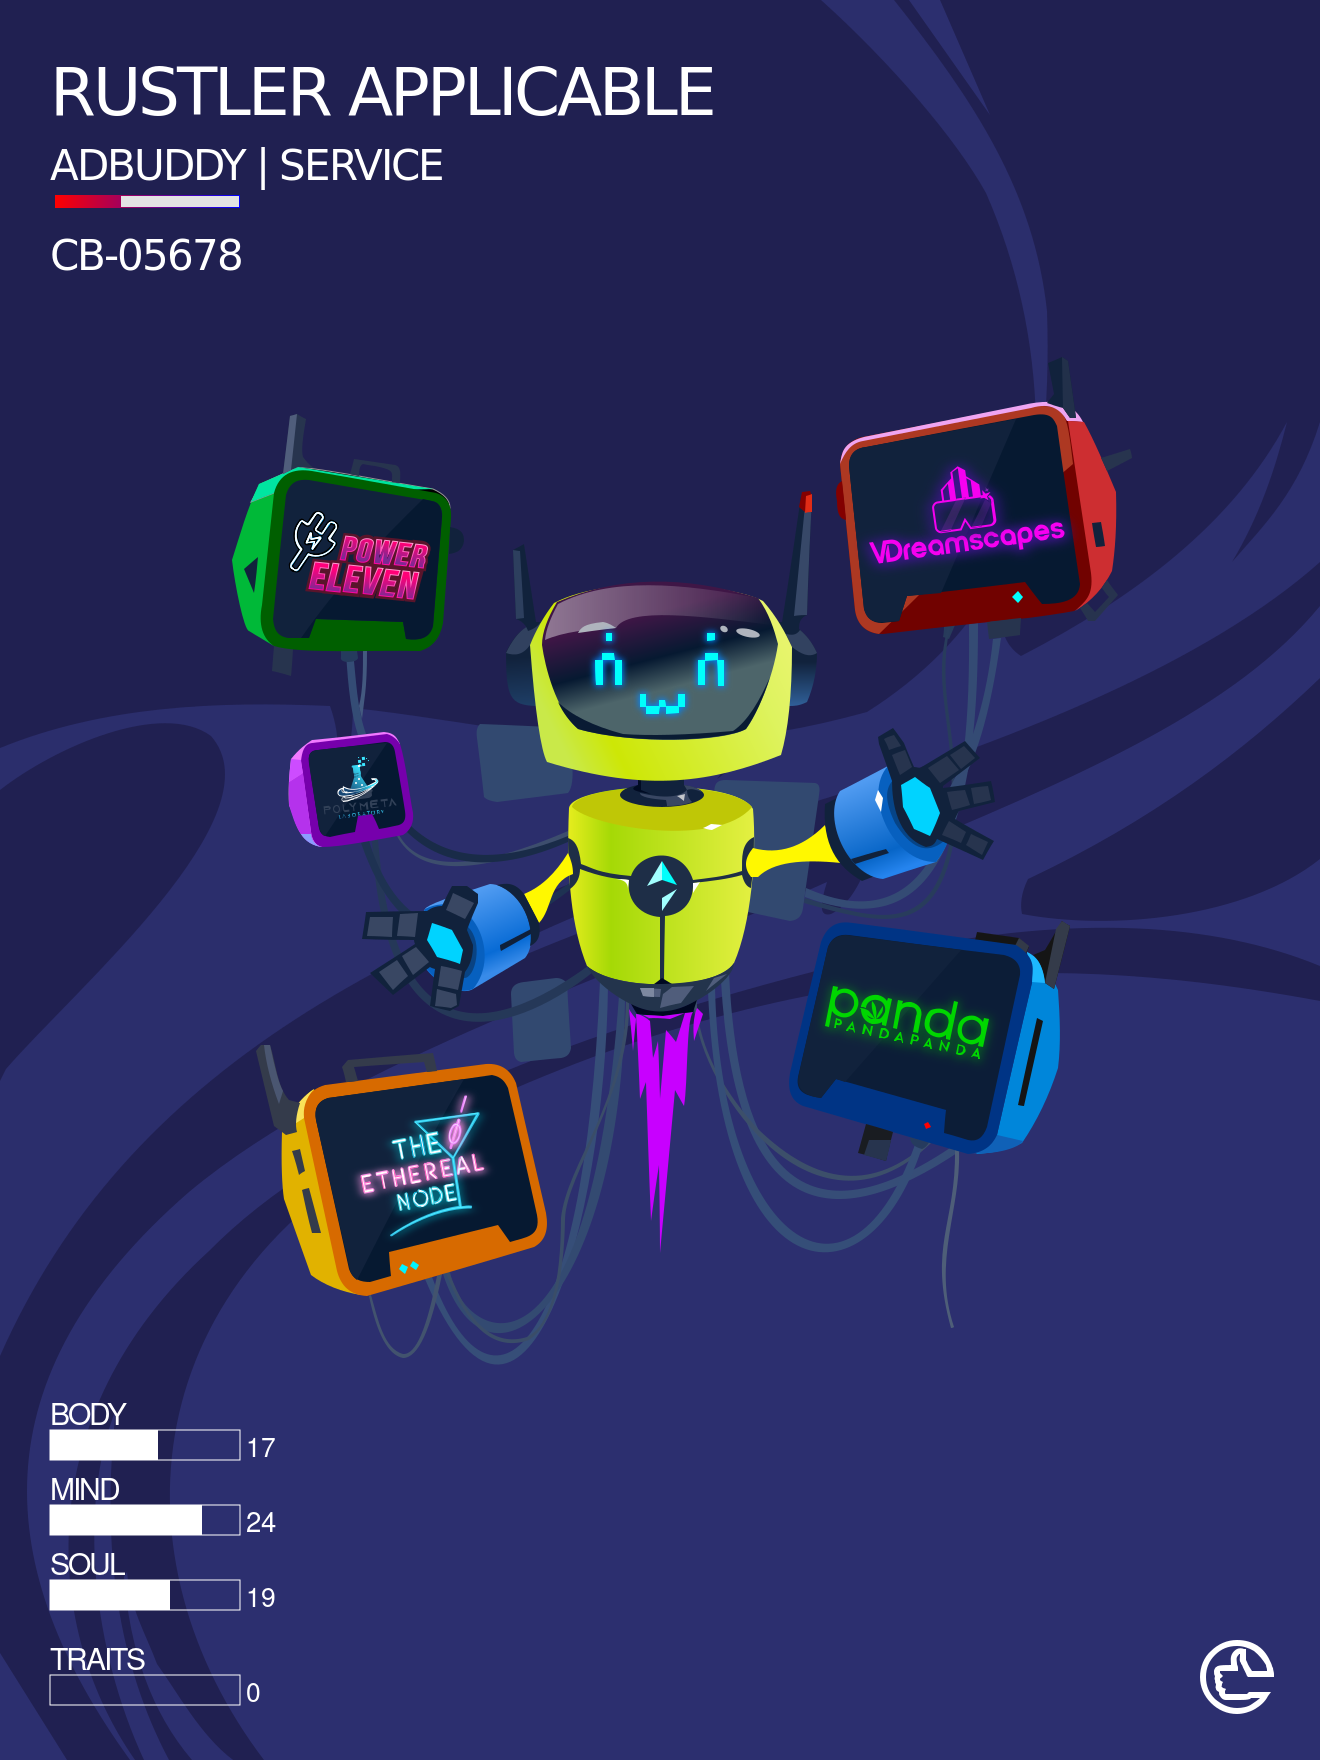 RUSTLER APPLICABLE
ADBUDDY | SERVICE
CB-05678
POWER
ELEVEN
VDreamscapes
POLYMETA
LABORATORY
panda
PANDAPANDA
THE
ETHEREAL
NODE
BODY
17
MIND
24
SOUL
19
TRAITS
0